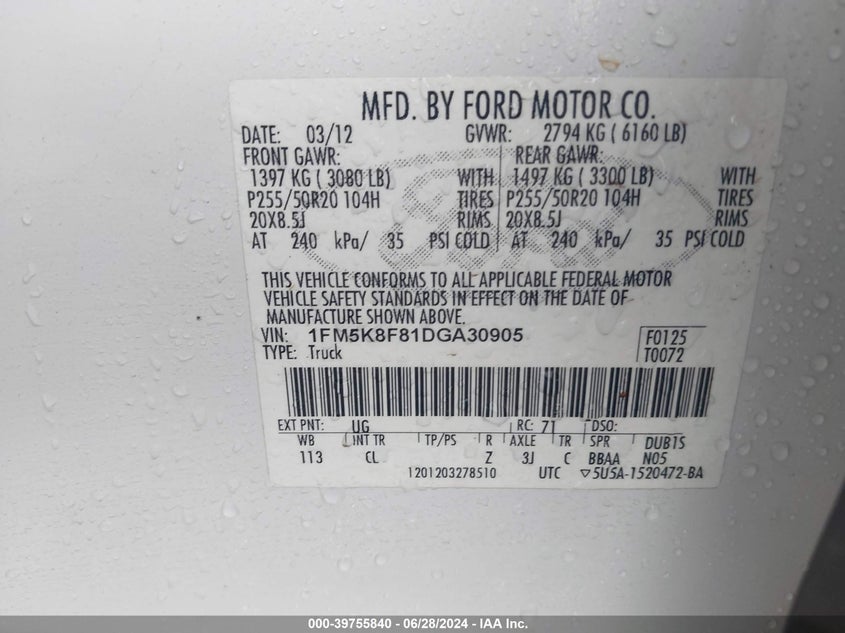 MFD. BY FORD MOTOR CO.
DATE: 03/12 GVWR: 2794 KG ( 6160 LB)
FRONT GAWR: REAR GAWR:
1397 KG ( 3080 LB) WITH 1497 KG ( 3300 LB) WITH
P255/50R20 104H TIRES P255/50R20 104H TIRES
20X8.5J RIMS 20X8.5J RIMS
AT 240 kPa/ 35 PSI COLD AT 240 kPa/ 35 PSI COLD
THIS VEHICLE CONFORMS TO ALL APPLICABLE FEDERAL MOTOR
VEHICLE SAFETY STANDARDS IN EFFECT ON THE DATE OF
MANUFACTURE SHOWN ABOVE.
VIN: 1FM5K8F81DGA30905 F0125
TYPE: Truck T0072
EXT PNT: UG RC: 71 DSO:
WB INT TR TP/PS R AXLE TR SPR DUB1S
113 CL Z 3J C BBAA N05
1201203278510 UTC ▽5U5A-1520472-BA
000-39755840 - 06/28/2024 - IAA Inc.